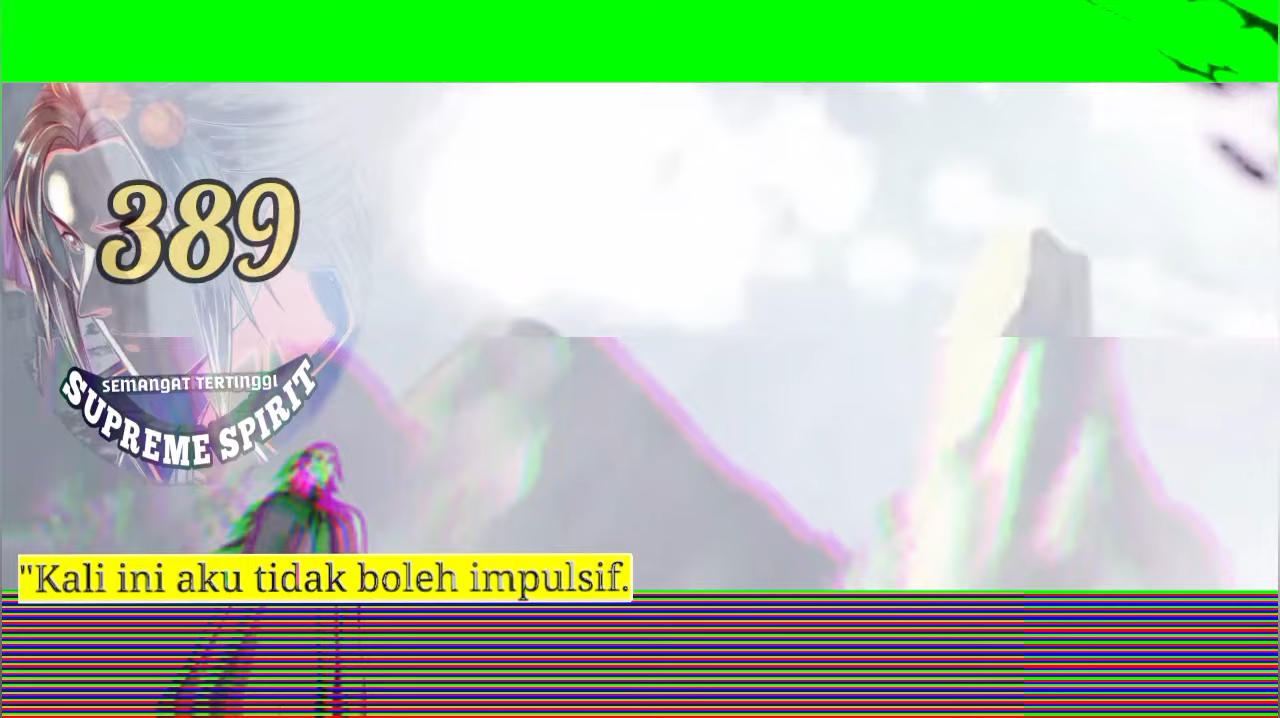 389
SEMANGAT TERTINGGI
SUPREME SPIRIT
"Kali ini aku tidak boleh impulsif.